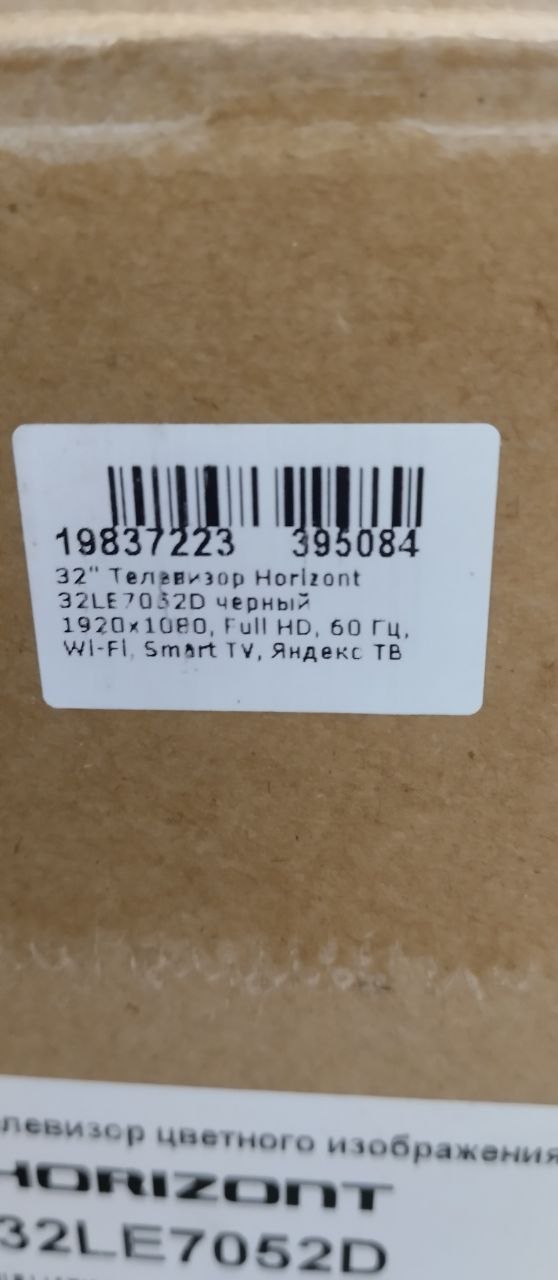 19837223 395084
32" Телевизор Horizont
32LE7052D черный
1920x1080, Full HD, 60 Гц,
Wi-Fi, Smart TV, Яндекс ТВ
левизор цветного изображения
HORIZONT
32LE7052D